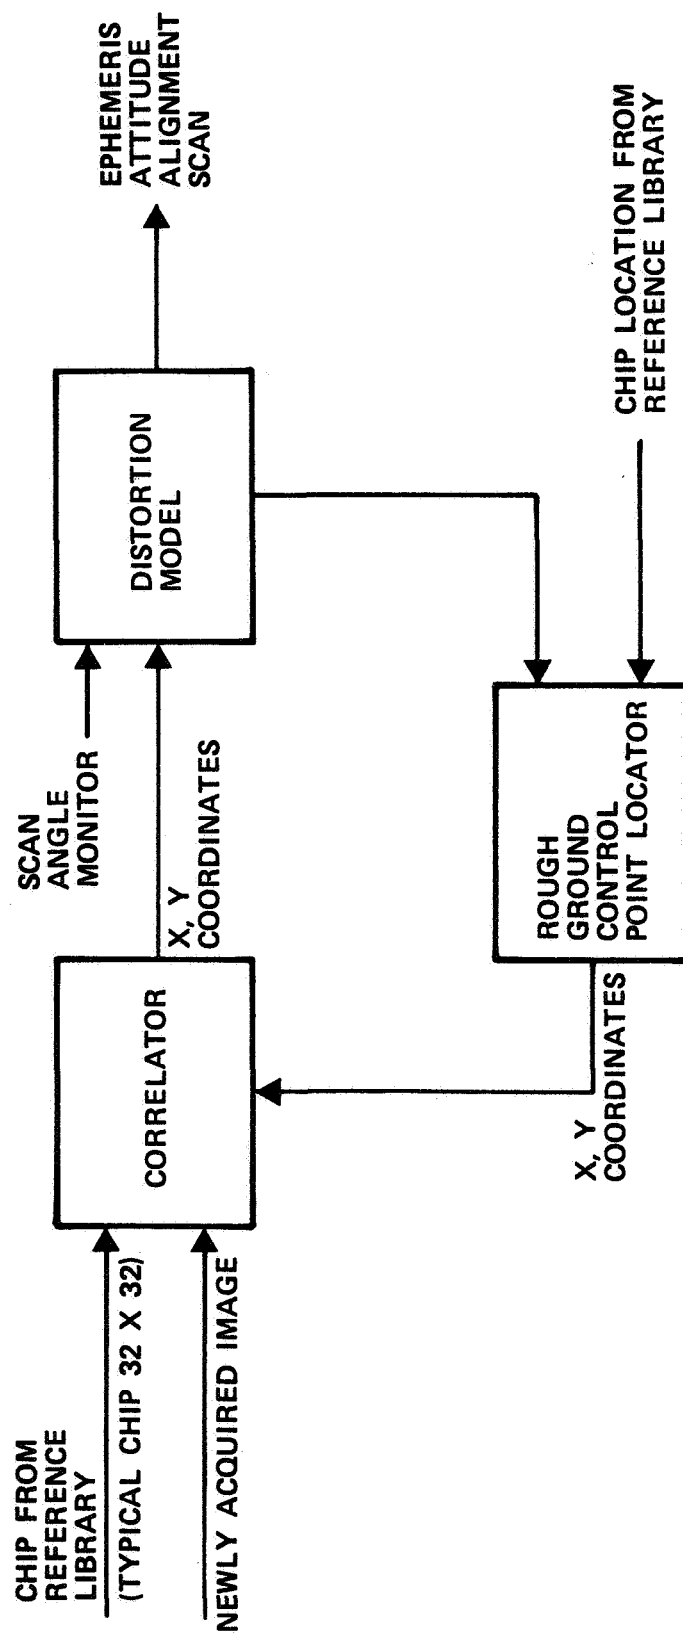 CHIP FROM
REFERENCE
LIBRARY
(TYPICAL CHIP 32 X 32)
NEWLY ACQUIRED IMAGE
CORRELATOR
X, Y
COORDINATES
SCAN
ANGLE
MONITOR
DISTORTION
MODEL
EPHEMERIS
ATTITUDE
ALIGNMENT
SCAN
X, Y
COORDINATES
ROUGH
GROUND
CONTROL
POINT LOCATOR
CHIP LOCATION FROM
REFERENCE LIBRARY